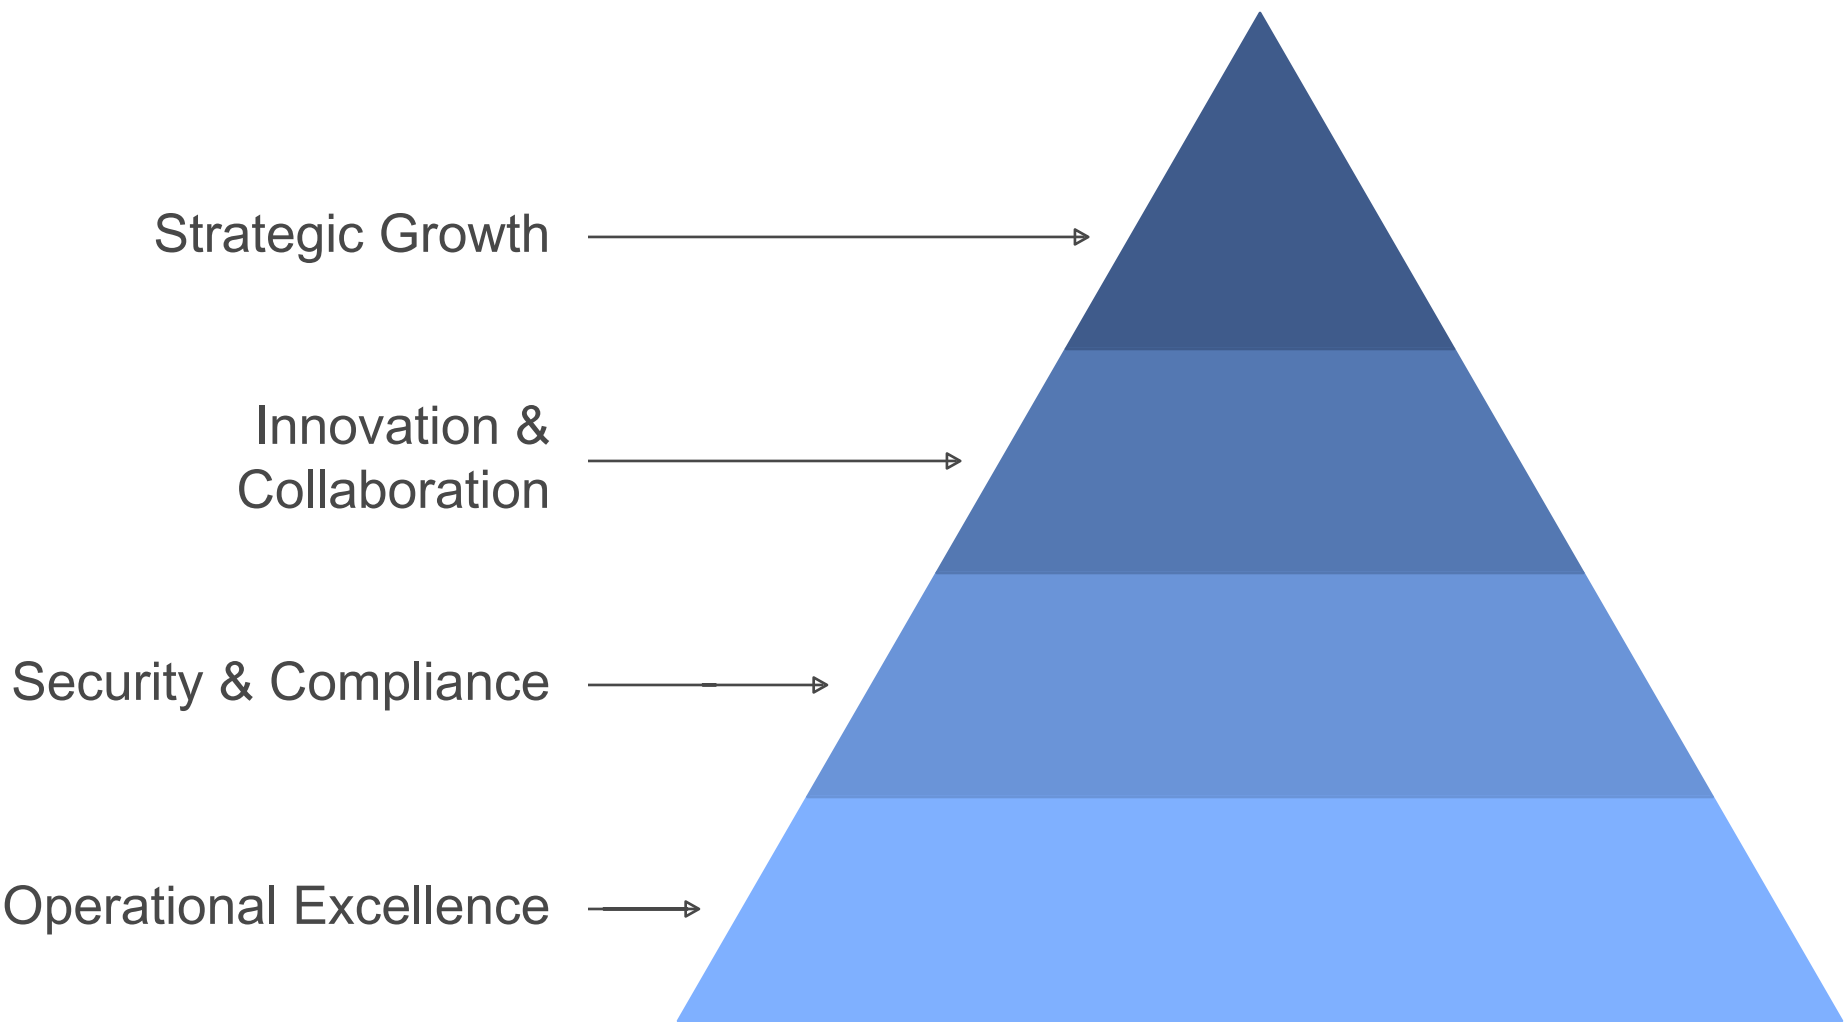 Strategic Growth
Innovation &
Collaboration
Security & Compliance
Operational Excellence